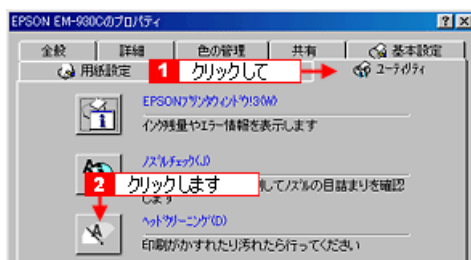 EPSON EM-930Cのプロパティ
全般 詳細 色の管理 共有 基本設定
用紙設定 1 クリックして ユーティリティ
EPSONプリンタウィンドウ!3(W)
インク残量やエラー情報を表示します
ノズルチェック(J)
2 クリックします してノズルの目詰まりを確認
します
ヘッドクリーニング(D)
印刷がかすれたり汚れたら行ってください